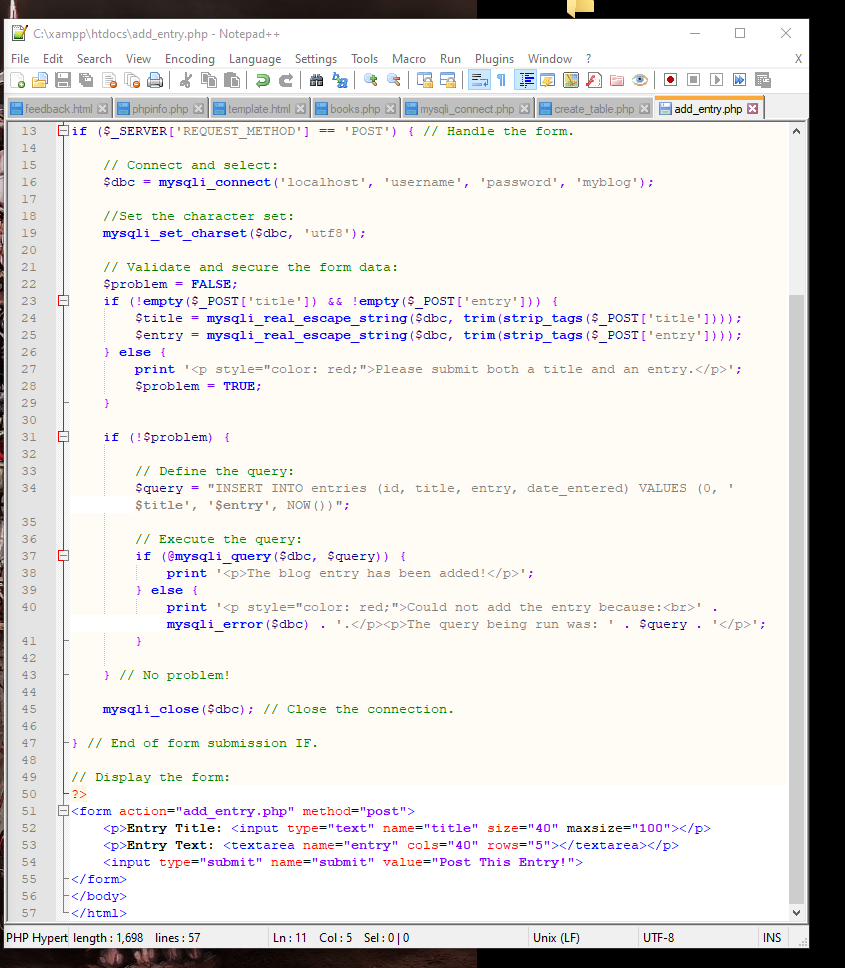 C:\xampp\htdocs\add_entry.php - Notepad++
File Edit Search View Encoding Language Settings Tools Macro Run Plugins Window ? X
feedback.html phpinfo.php template.html books.php mysqli_connect.php create_table.php add_entry.php
13 if ($_SERVER['REQUEST_METHOD'] == 'POST') { // Handle the form.
14
15 // Connect and select:
16 $dbc = mysqli_connect('localhost', 'username', 'password', 'myblog');
17
18 //Set the character set:
19 mysqli_set_charset($dbc, 'utf8');
20
21 // Validate and secure the form data:
22 $problem = FALSE;
23 if (!empty($_POST['title']) && !empty($_POST['entry'])) {
24 $title = mysqli_real_escape_string($dbc, trim(strip_tags($_POST['title'])));
25 $entry = mysqli_real_escape_string($dbc, trim(strip_tags($_POST['entry'])));
26 } else {
27 print '<p style="color: red;">Please submit both a title and an entry.</p>';
28 $problem = TRUE;
29 }
30
31 if (!$problem) {
32
33 // Define the query:
34 $query = "INSERT INTO entries (id, title, entry, date_entered) VALUES (0, '
$title', '$entry', NOW())";
35
36 // Execute the query:
37 if (@mysqli_query($dbc, $query)) {
38 print '<p>The blog entry has been added!</p>';
39 } else {
40 print '<p style="color: red;">Could not add the entry because:<br>' .
mysqli_error($dbc) . '.</p><p>The query being run was: ' . $query . '</p>';
41 }
42
43 } // No problem!
44
45 mysqli_close($dbc); // Close the connection.
46
47 } // End of form submission IF.
48
49 // Display the form:
50 ?>
51 <form action="add_entry.php" method="post">
52 <p>Entry Title: <input type="text" name="title" size="40" maxsize="100"></p>
53 <p>Entry Text: <textarea name="entry" cols="40" rows="5"></textarea></p>
54 <input type="submit" name="submit" value="Post This Entry!">
55 </form>
56 </body>
57 </html>
PHP Hypert length : 1,698 lines : 57 Ln : 11 Col : 5 Sel : 0 | 0 Unix (LF) UTF-8 INS